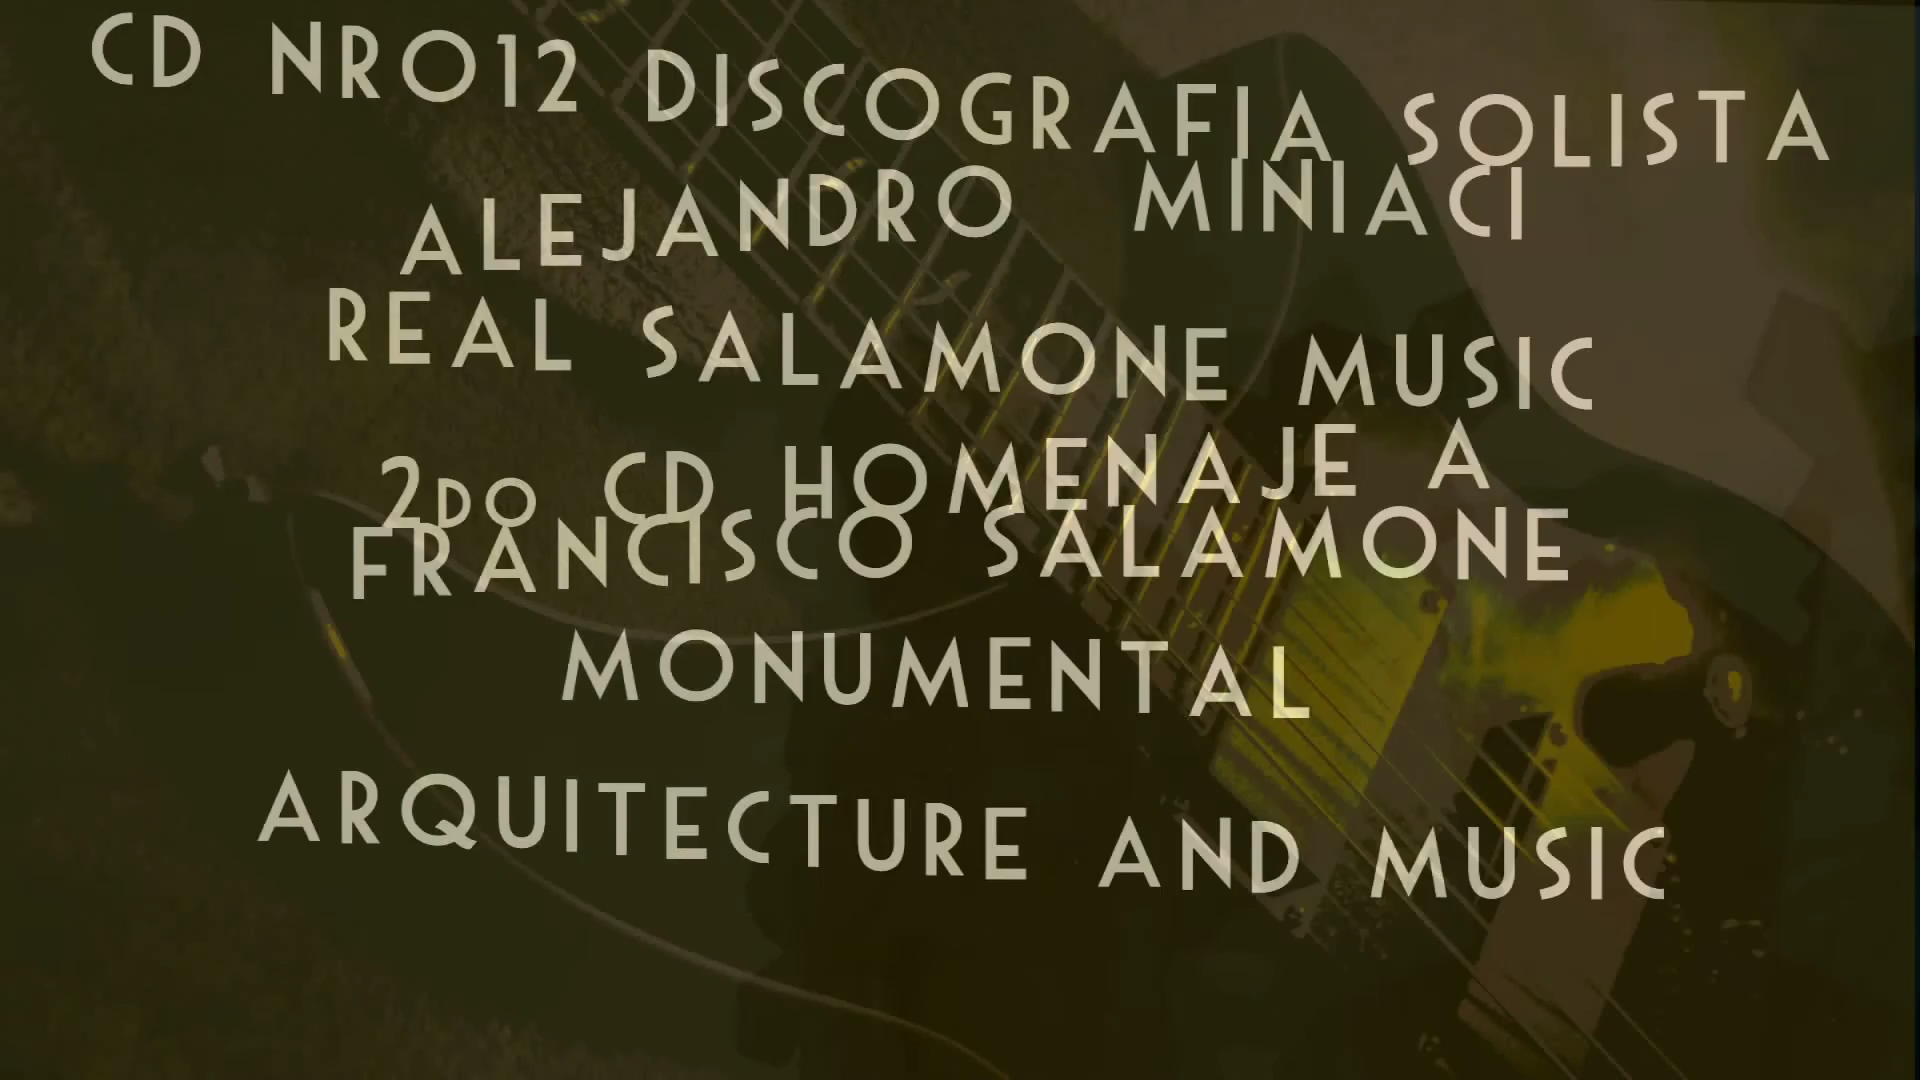 CD NRO12 DISCOGRAFIA SOLISTA
ALEJANDRO MINIACI
REAL SALAMONE MUSIC
2DO CD HOMENAJE A
FRANCISCO SALAMONE
MONUMENTAL
ARQUITECTURE AND MUSIC